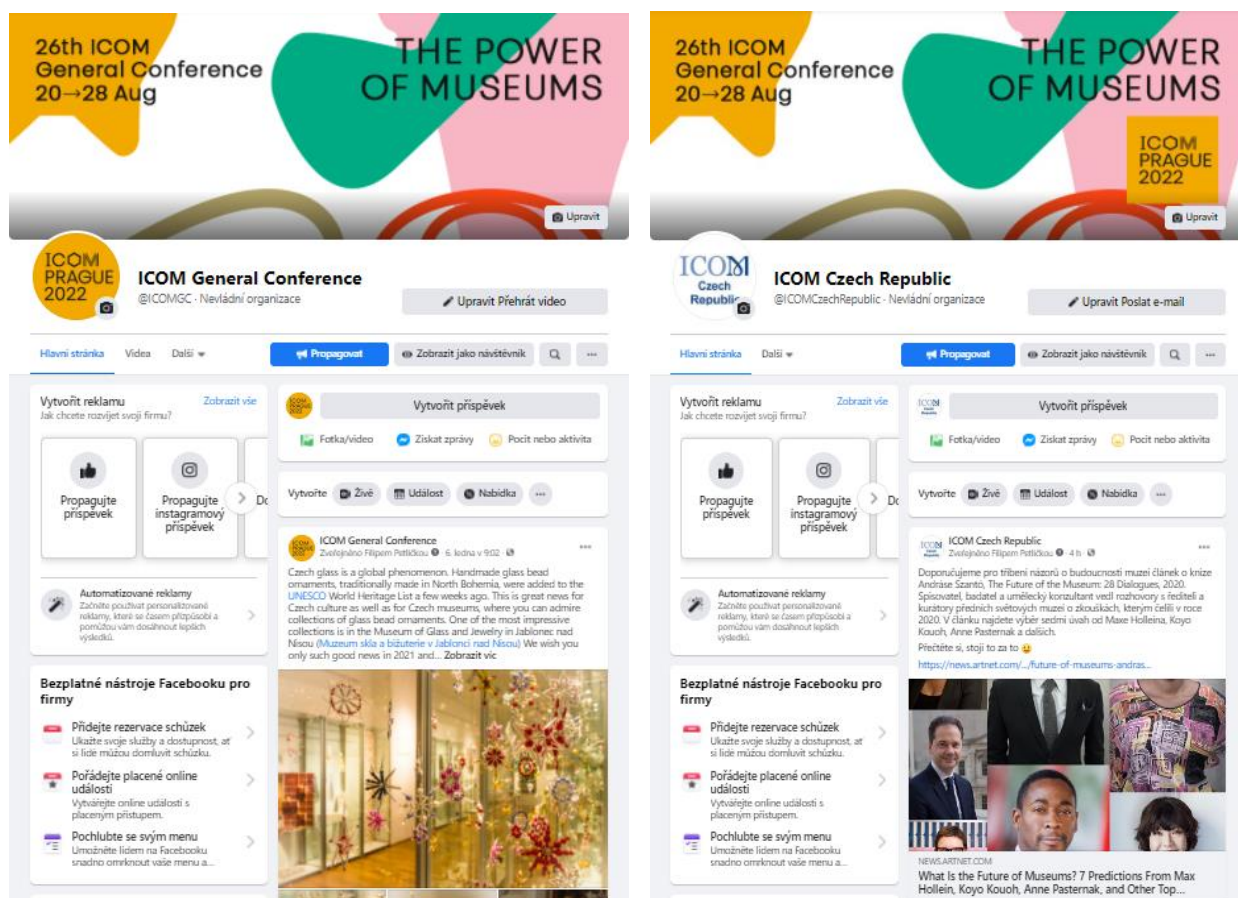 26th ICOM
General Conference
20→28 Aug
THE POWER
OF MUSEUMS
Upravit
ICOM
PRAGUE
2022
ICOM General Conference
@ICOMGC · Nevládní organizace
Upravit Přehrát video
Hlavní stránka
Videa
Další
Propagovat
Zobrazit jako návštěvník
Vytvořit reklamu
Zobrazit vše
Jak chcete rozvíjet svoji firmu?
Propagujte
příspěvek
Propagujte
instagramový
příspěvek
Automatizované reklamy
Začněte používat personalizované
reklamy, které se časem přizpůsobí a
pomůžou vám dosáhnout lepších
výsledků.
Bezplatné nástroje Facebooku pro
firmy
Přidejte rezervace schůzek
Ukažte svoje služby a dostupnost, ať
si lidé můžou domluvit schůzku.
Pořádejte placené online
události
Vytvářejte online události s
placeným přístupem.
Pochlubte se svým menu
Umožněte lidem na Facebooku
snadno omrknout vaše menu a...
Vytvořit příspěvek
Fotka/video
Získat zprávy
Pocit nebo aktivita
Vytvořte
Živě
Událost
Nabídka
ICOM General Conference
Zveřejněno Filipem Petličkou · 6. ledna v 9:02
Czech glass is a global phenomenon. Handmade glass bead
ornaments, traditionally made in North Bohemia, were added to the
UNESCO World Heritage List a few weeks ago. This is great news for
Czech culture as well as for Czech museums, where you can admire
collections of glass bead ornaments. One of the most impressive
collections is in the Museum of Glass and Jewelry in Jablonec nad
Nisou (Muzeum skla a bižuterie v Jablonci nad Nisou) We wish you
only such good news in 2021 and... Zobrazit víc
26th ICOM
General Conference
20→28 Aug
THE POWER
OF MUSEUMS
ICOM
PRAGUE
2022
Upravit
ICOM
Czech
Republic
ICOM Czech Republic
@ICOMCzechRepublic · Nevládní organizace
Upravit Poslat e-mail
Hlavní stránka
Další
Propagovat
Zobrazit jako návštěvník
Vytvořit reklamu
Zobrazit vše
Jak chcete rozvíjet svoji firmu?
Propagujte
příspěvek
Propagujte
instagramový
příspěvek
Automatizované reklamy
Začněte používat personalizované
reklamy, které se časem přizpůsobí a
pomůžou vám dosáhnout lepších
výsledků.
Bezplatné nástroje Facebooku pro
firmy
Přidejte rezervace schůzek
Ukažte svoje služby a dostupnost, ať
si lidé můžou domluvit schůzku.
Pořádejte placené online
události
Vytvářejte online události s
placeným přístupem.
Pochlubte se svým menu
Umožněte lidem na Facebooku
snadno omrknout vaše menu a...
Vytvořit příspěvek
Fotka/video
Získat zprávy
Pocit nebo aktivita
Vytvořte
Živě
Událost
Nabídka
ICOM Czech Republic
Zveřejněno Filipem Petličkou · 4 h
Doporučujeme pro tříbení názorů o budoucnosti muzeí článek o knize
Andráse Szantó, The Future of the Museum: 28 Dialogues, 2020.
Spisovatel, badatel a umělecký konzultant vedl rozhovory s řediteli a
kurátory předních světových muzeí o zkouškách, kterým čelili v roce
2020. V článku najdete výběr sedmi úvah od Maxe Holleina, Koyo
Kouoh, Anne Pasternak a dalších.
Přečtěte si, stojí to za to
https://news.artnet.com/.../future-of-museums-andras...
NEWS.ARTNET.COM
What Is the Future of Museums? 7 Predictions From Max
Hollein, Koyo Kouoh, Anne Pasternak, and Other Top...